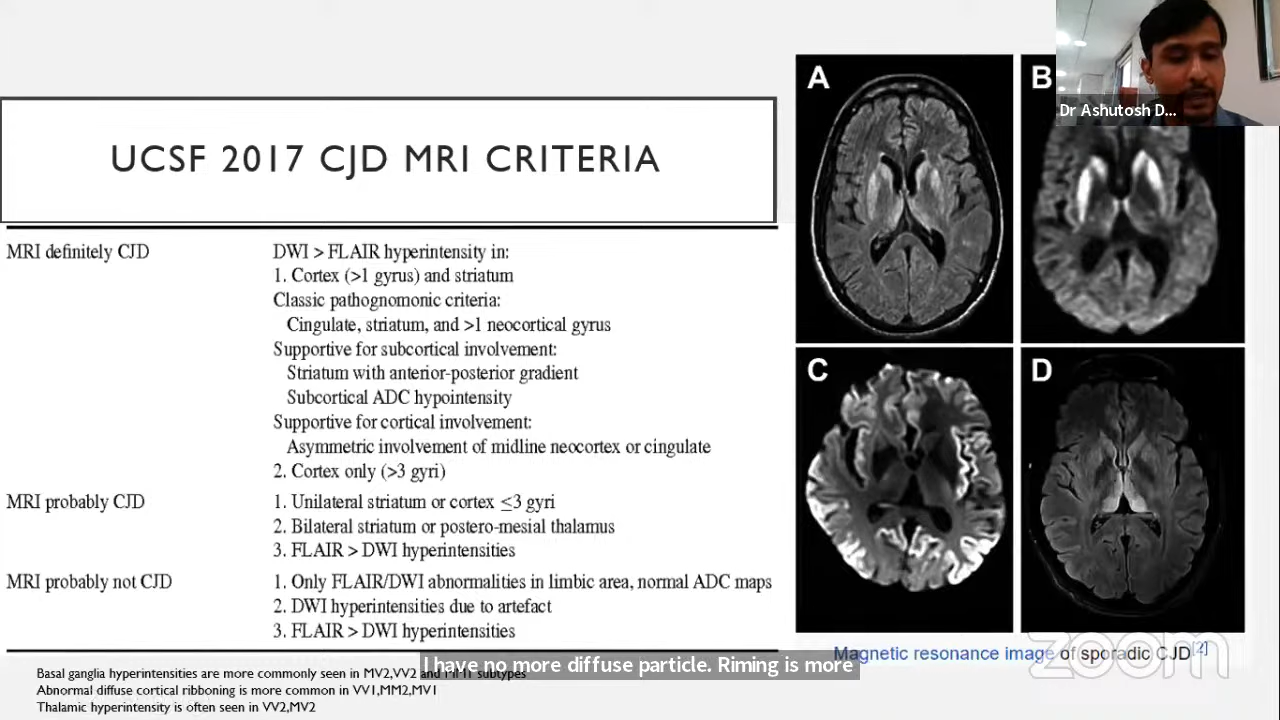 UCSF 2017 CJD MRI CRITERIA
MRI definitely CJD
DWI > FLAIR hyperintensity in:
1. Cortex (>1 gyrus) and striatum
Classic pathognomonic criteria:
Cingulate, striatum, and >1 neocortical gyrus
Supportive for subcortical involvement:
Striatum with anterior-posterior gradient
Subcortical ADC hypointensity
Supportive for cortical involvement:
Asymmetric involvement of midline neocortex or cingulate
2. Cortex only (>3 gyri)
MRI probably CJD
1. Unilateral striatum or cortex ≤3 gyri
2. Bilateral striatum or postero-mesial thalamus
3. FLAIR > DWI hyperintensities
MRI probably not CJD
1. Only FLAIR/DWI abnormalities in limbic area, normal ADC maps
2. DWI hyperintensities due to artefact
3. FLAIR > DWI hyperintensities
Basal ganglia hyperintensities are more commonly seen in MV2,VV2 and MM1 subtypes
Abnormal diffuse cortical ribboning is more common in VV1,MM2,MV1
Thalamic hyperintensity is often seen in VV2,MV2
I have no more diffuse particle. Riming is more
A
B
C
D
Dr Ashutosh D...
Magnetic resonance image of sporadic CJD[2]
zoom